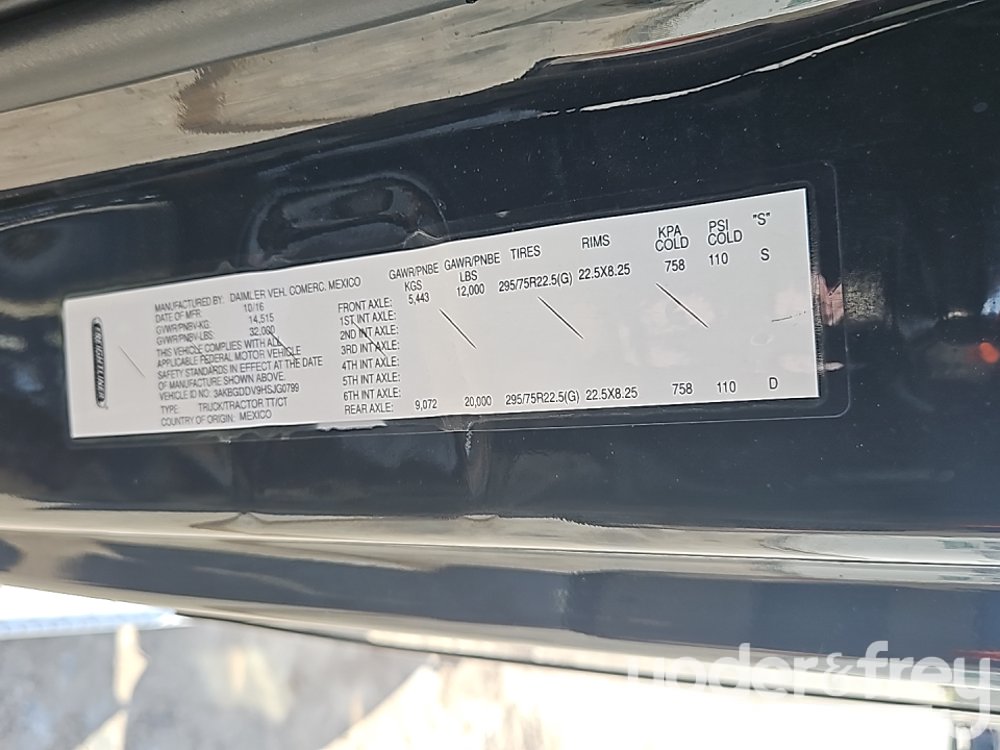 FREIGHTLINER
MANUFACTURED BY: DAIMLER VEH. COMERC. MEXICO
DATE OF MFR: 10/16
GVWR/PNBV-KG: 14,515
GVWR/PNBV-LBS: 32,000
THIS VEHICLE COMPLIES WITH ALL
APPLICABLE FEDERAL MOTOR VEHICLE
SAFETY STANDARDS IN EFFECT AT THE DATE
OF MANUFACTURE SHOWN ABOVE.
VEHICLE ID NO: 3AKBGDDV9HSJG0799
TYPE: TRUCK/TRACTOR TT/CT
COUNTRY OF ORIGIN: MEXICO
GAWR/PNBE GAWR/PNBE TIRES RIMS KPA PSI "S"
KGS LBS COLD COLD
FRONT AXLE: 5,443 12,000 295/75R22.5(G) 22.5X8.25 758 110 S
1ST INT AXLE:
2ND INT AXLE:
3RD INT AXLE:
4TH INT AXLE:
5TH INT AXLE:
6TH INT AXLE:
REAR AXLE: 9,072 20,000 295/75R22.5(G) 22.5X8.25 758 110 D
yoder&frey